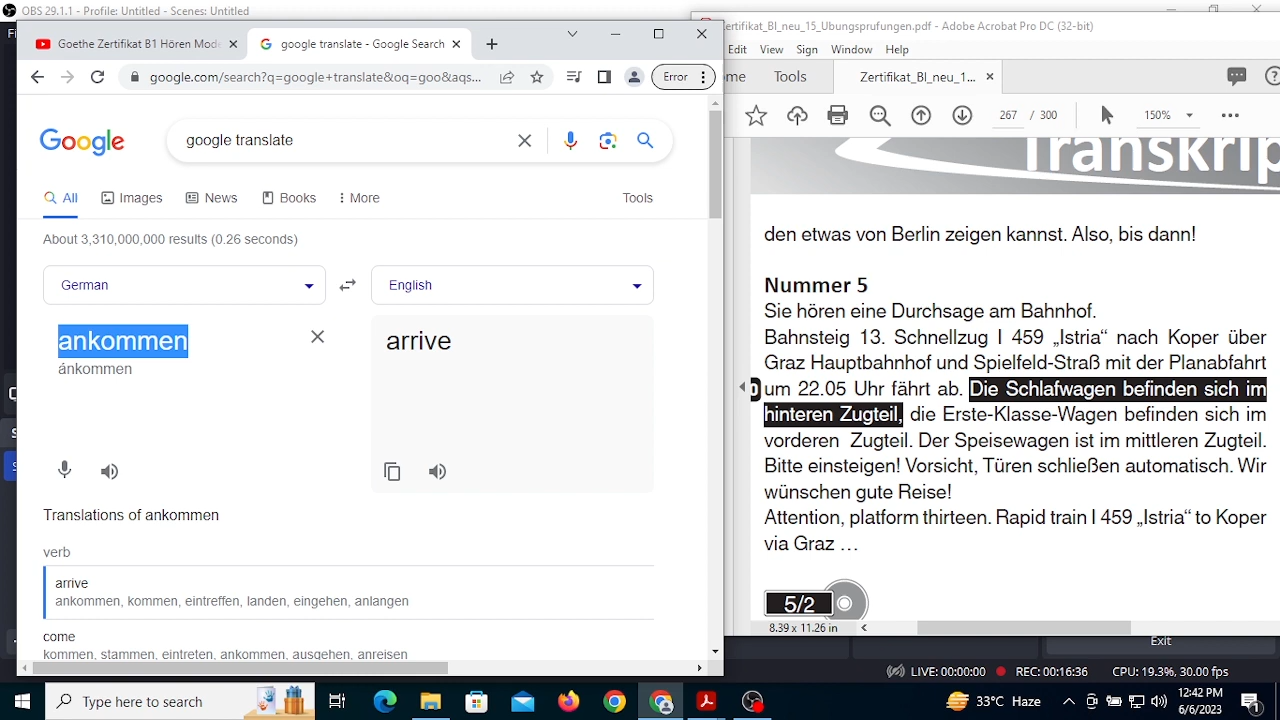 OBS 29.1.1 - Profile: Untitled - Scenes: Untitled
Goethe Zertifikat B1 Hören Mod
google translate - Google Search
google.com/search?q=google+translate&oq=goo&aqs...
Error
Google
google translate
All
Images
News
Books
More
Tools
About 3,310,000,000 results (0.26 seconds)
German
English
ankommen
ánkommen
arrive
Translations of ankommen
verb
arrive
ankommen, kommen, eintreffen, landen, eingehen, anlangen
come
kommen, stammen, eintreten, ankommen, ausgehen, anreisen
ertifikat_BI_neu_15_Ubungsprufungen.pdf - Adobe Acrobat Pro DC (32-bit)
Edit View Sign Window Help
me
Tools
Zertifikat_BI_neu_1...
267 / 300
150%
Transkrip
den etwas von Berlin zeigen kannst. Also, bis dann!
Nummer 5
Sie hören eine Durchsage am Bahnhof.
Bahnsteig 13. Schnellzug I 459 „Istria“ nach Koper über
Graz Hauptbahnhof und Spielfeld-Straß mit der Planabfahrt
um 22.05 Uhr fährt ab. Die Schlafwagen befinden sich im
hinteren Zugteil, die Erste-Klasse-Wagen befinden sich im
vorderen Zugteil. Der Speisewagen ist im mittleren Zugteil.
Bitte einsteigen! Vorsicht, Türen schließen automatisch. Wir
wünschen gute Reise!
Attention, platform thirteen. Rapid train I 459 „Istria“ to Koper
via Graz …
5/2
8.39 x 11.26 in
Exit
LIVE: 00:00:00
REC: 00:16:36
CPU: 19.3%, 30.00 fps
Type here to search
33°C Haze
12:42 PM
6/6/2023
1